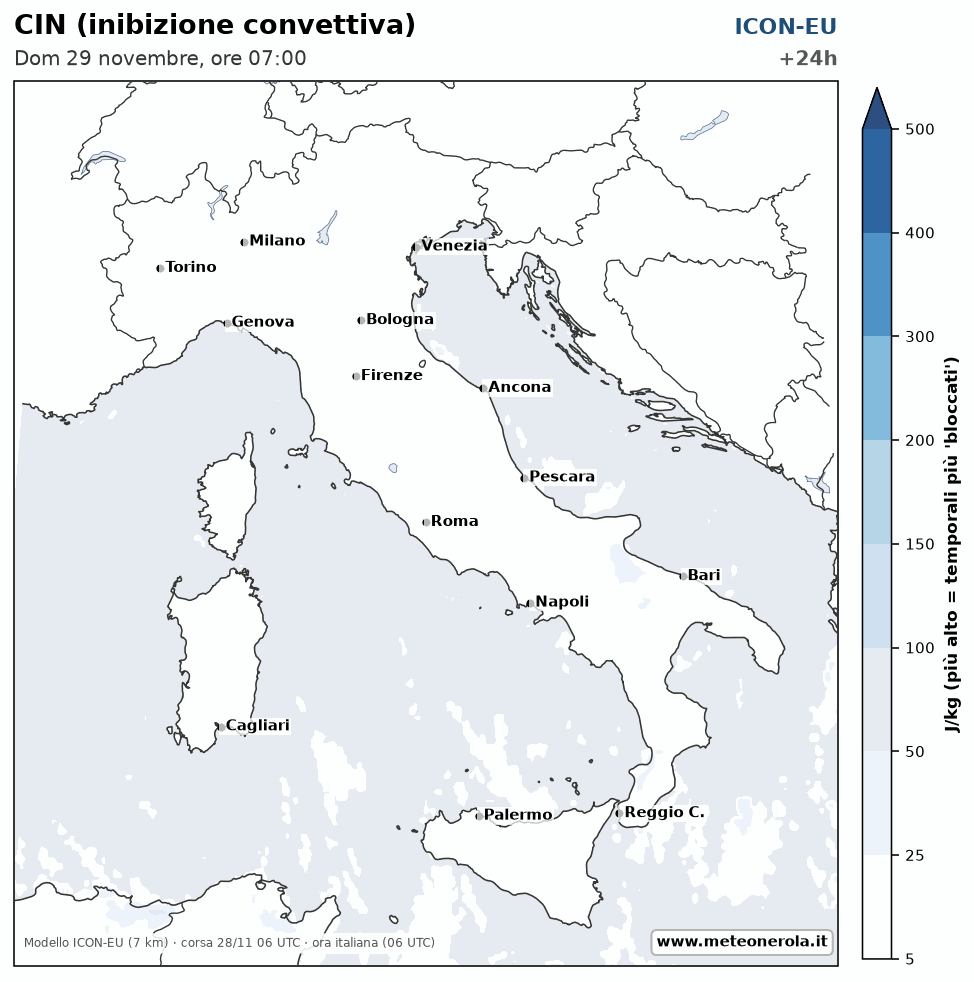 CIN (inibizione convettiva)
ICON-EU
Dom 29 novembre, ore 07:00
+24h
Milano
Venezia
Torino
Genova
Bologna
Firenze
Ancona
Pescara
Roma
Bari
Napoli
Cagliari
Palermo
Reggio C.
500
400
300
200
150
100
50
25
5
J/kg (più alto = temporali più 'bloccati')
Modello ICON-EU (7 km) · corsa 28/11 06 UTC · ora italiana (06 UTC)
www.meteonerola.it